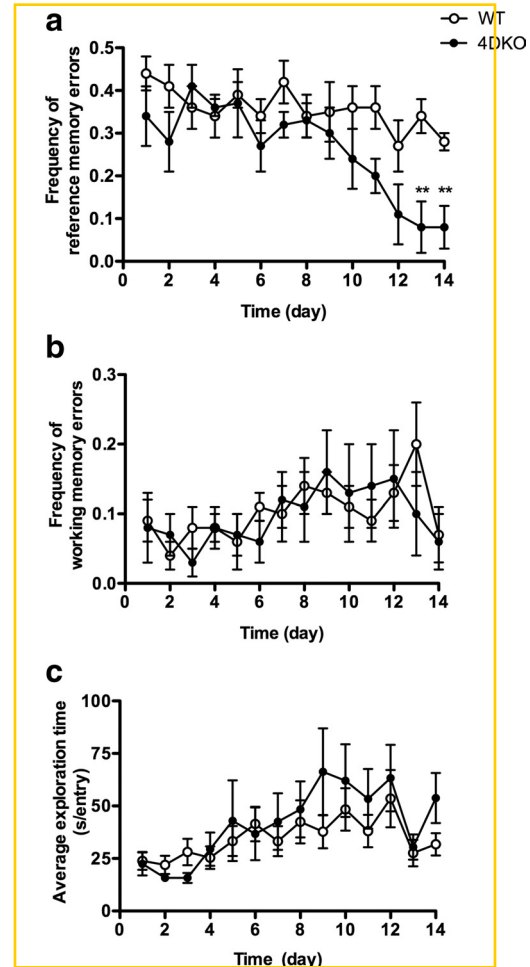 a
WT
4DKO
Frequency of
reference memory errors
0.5
0.4
0.3
0.2
0.1
0.0
** **
0 2 4 6 8 10 12 14
Time (day)
b
Frequency of
working memory errors
0.3
0.2
0.1
0.0
0 2 4 6 8 10 12 14
Time (day)
c
Average exploration time
(s/entry)
100
75
50
25
0
0 2 4 6 8 10 12 14
Time (day)